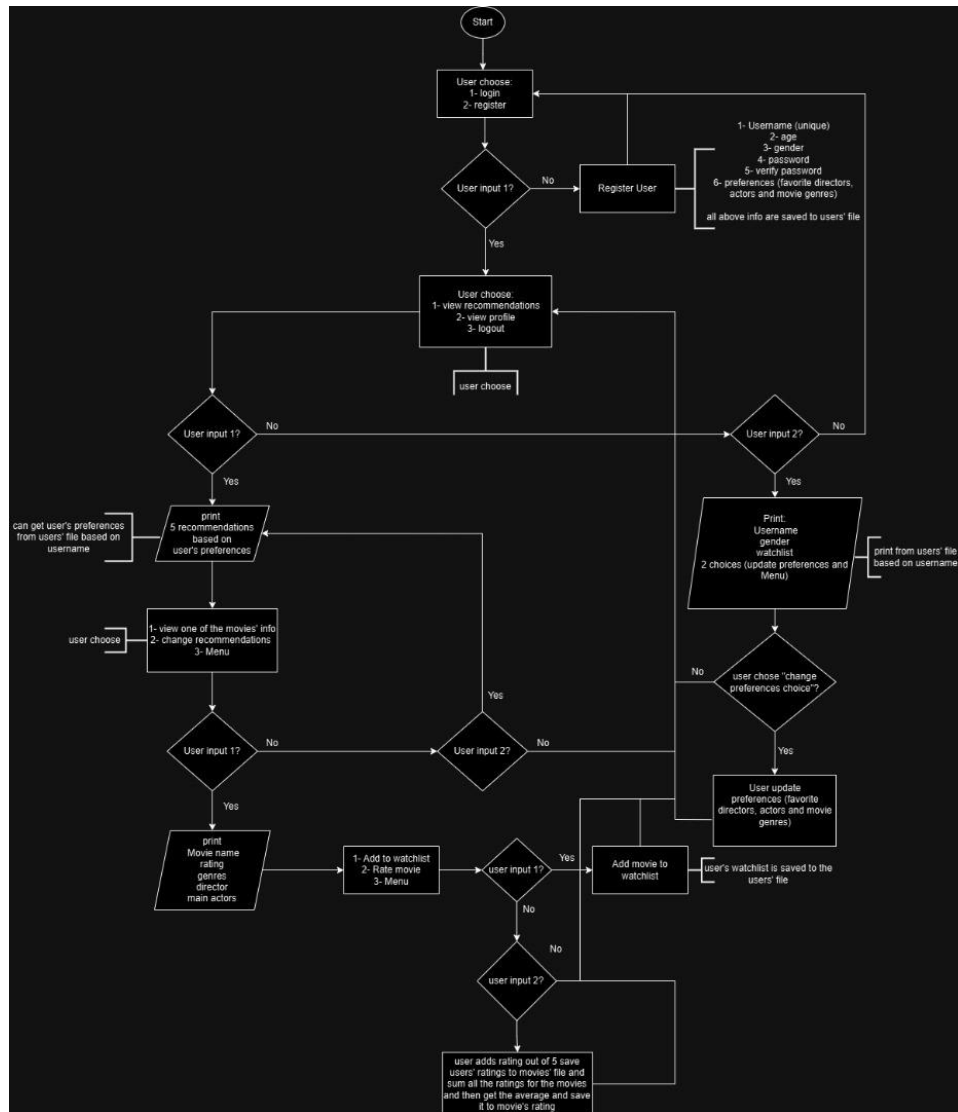 Start
User choose:
1- login
2- register
User input 1?
No
Register User
1- Username (unique)
2- age
3- gender
4- password
5- verify password
6- preferences (favorite directors,
actors and movie genres)
all above info are saved to users' file
Yes
User choose:
1- view recommendations
2- view profile
3- logout
user choose
User input 1?
No
User input 2?
No
Yes
Yes
can get user's preferences
from users' file based on
username
print
5 recommendations
based on
user's preferences
Print:
Username
gender
watchlist
2 choices (update preferences and
Menu)
print from users' file
based on username
user choose
1- view one of the movies' info
2- change recommendations
3- Menu
No
user chose "change
preferences choice"?
Yes
User input 1?
No
User input 2?
No
Yes
Yes
User update
preferences (favorite
directors, actors and movie
genres)
print
Movie name
rating
genres
director
main actors
1- Add to watchlist
2- Rate movie
3- Menu
user input 1?
Yes
Add movie to
watchlist
user's watchlist is saved to the
users' file
No
No
user input 2?
user adds rating out of 5 save
users' ratings to movies' file and
sum all the ratings for the movies
and then get the average and save
it to movie's rating